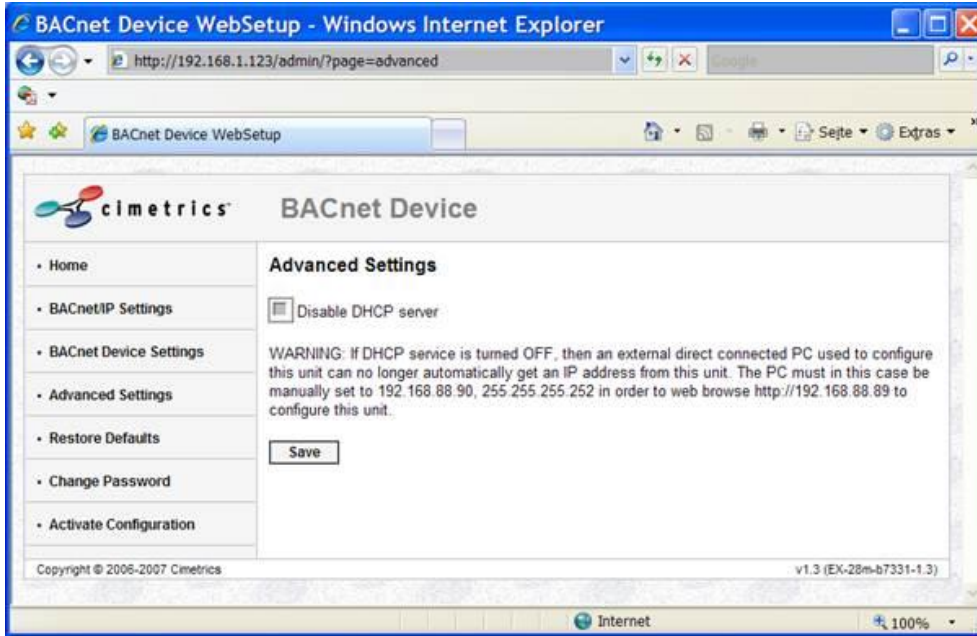 BACnet Device WebSetup - Windows Internet Explorer
http://192.168.1.123/admin/?page=advanced
Google
BACnet Device WebSetup
Sejte
Extras
cimetrics
BACnet Device
• Home
• BACnet/IP Settings
• BACnet Device Settings
• Advanced Settings
• Restore Defaults
• Change Password
• Activate Configuration
Advanced Settings
Disable DHCP server
WARNING: If DHCP service is turned OFF, then an external direct connected PC used to configure
this unit can no longer automatically get an IP address from this unit. The PC must in this case be
manually set to 192.168.88.90, 255.255.255.252 in order to web browse http://192.168.88.89 to
configure this unit.
Save
Copyright © 2006-2007 Cimetrics
v1.3 (EX-28m-b7331-1.3)
Internet
100%